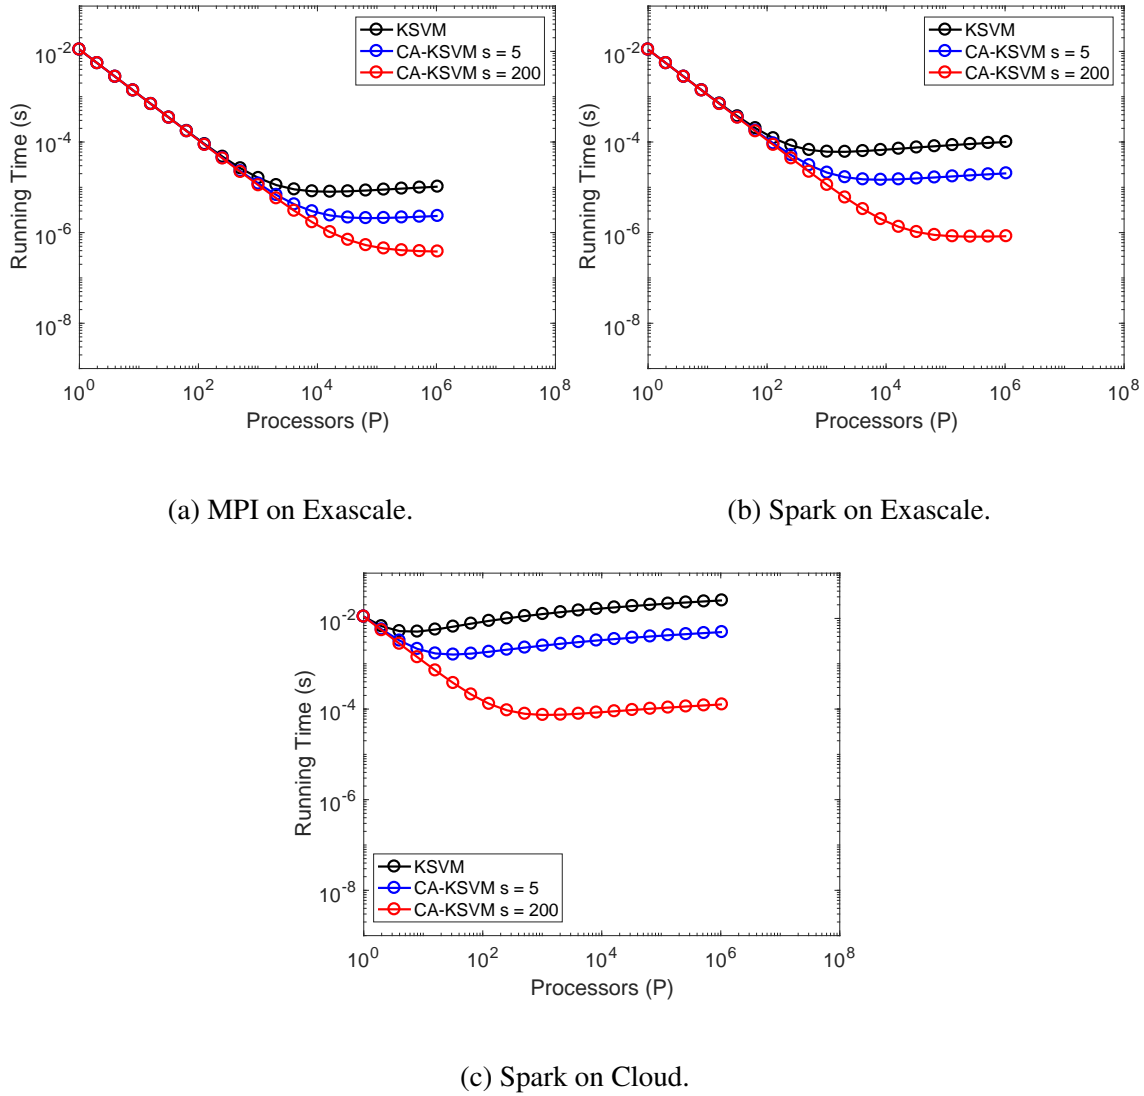 KSVM
CA-KSVM s = 5
CA-KSVM s = 200
10^-2
10^-4
10^-6
10^-8
Running Time (s)
10^0 10^2 10^4 10^6 10^8
Processors (P)
(a) MPI on Exascale.
KSVM
CA-KSVM s = 5
CA-KSVM s = 200
10^-2
10^-4
10^-6
10^-8
Running Time (s)
10^0 10^2 10^4 10^6 10^8
Processors (P)
(b) Spark on Exascale.
10^-2
10^-4
10^-6
10^-8
Running Time (s)
KSVM
CA-KSVM s = 5
CA-KSVM s = 200
10^0 10^2 10^4 10^6 10^8
Processors (P)
(c) Spark on Cloud.